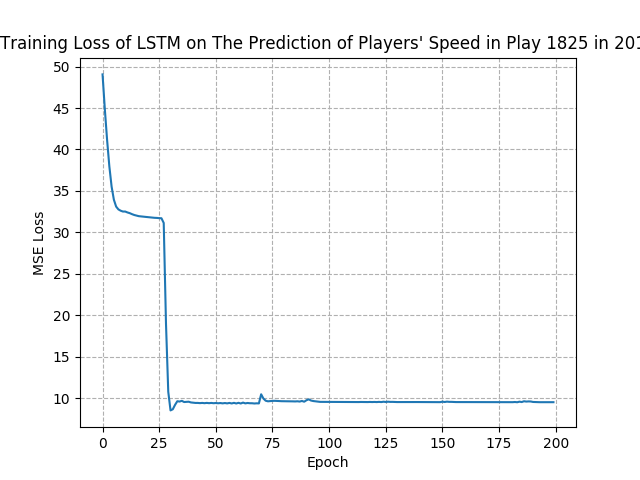 Training Loss of LSTM on The Prediction of Players' Speed in Play 1825 in 201
50
45
40
35
30
25
20
15
10
MSE Loss
0 25 50 75 100 125 150 175 200
Epoch